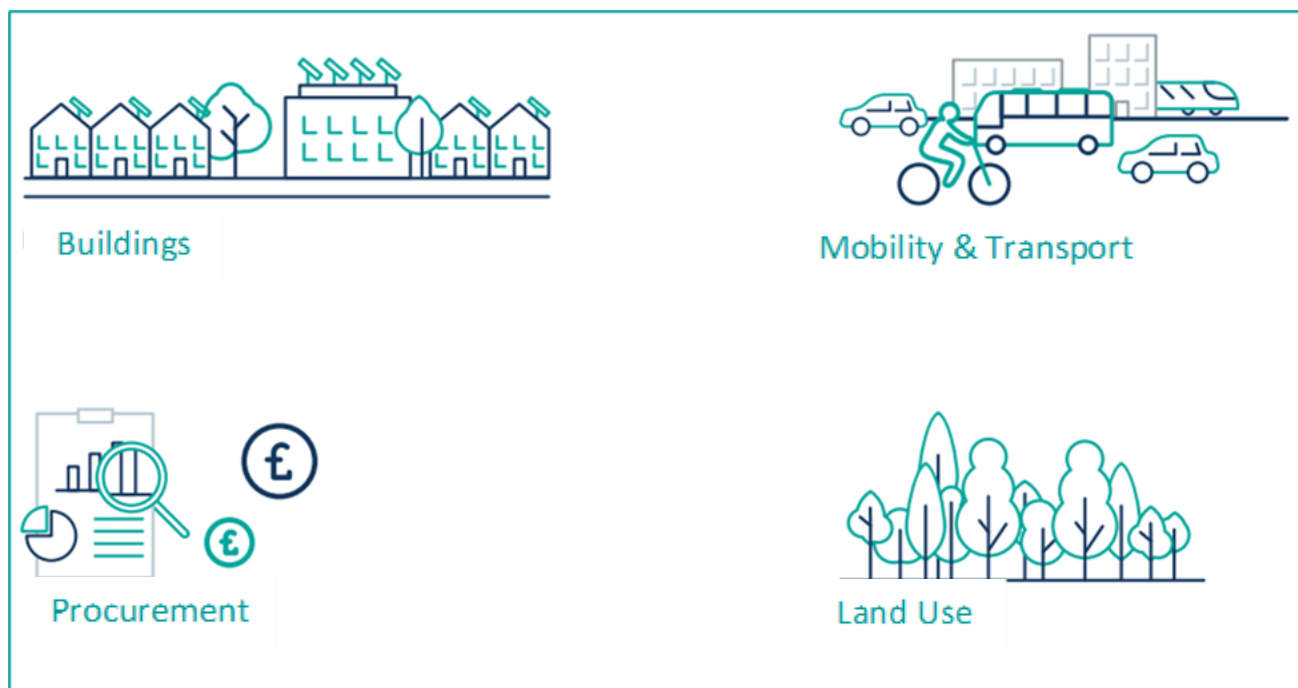 Buildings
Mobility & Transport
£
£
Procurement
Land Use